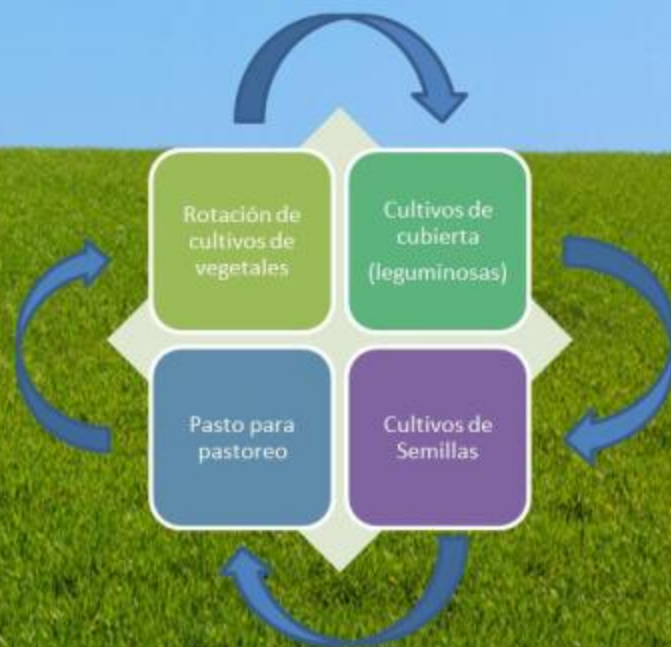 Rotación de
cultivos de
vegetales
Cultivos de
cubierta
(leguminosas)
Pasto para
pastoreo
Cultivos de
Semillas